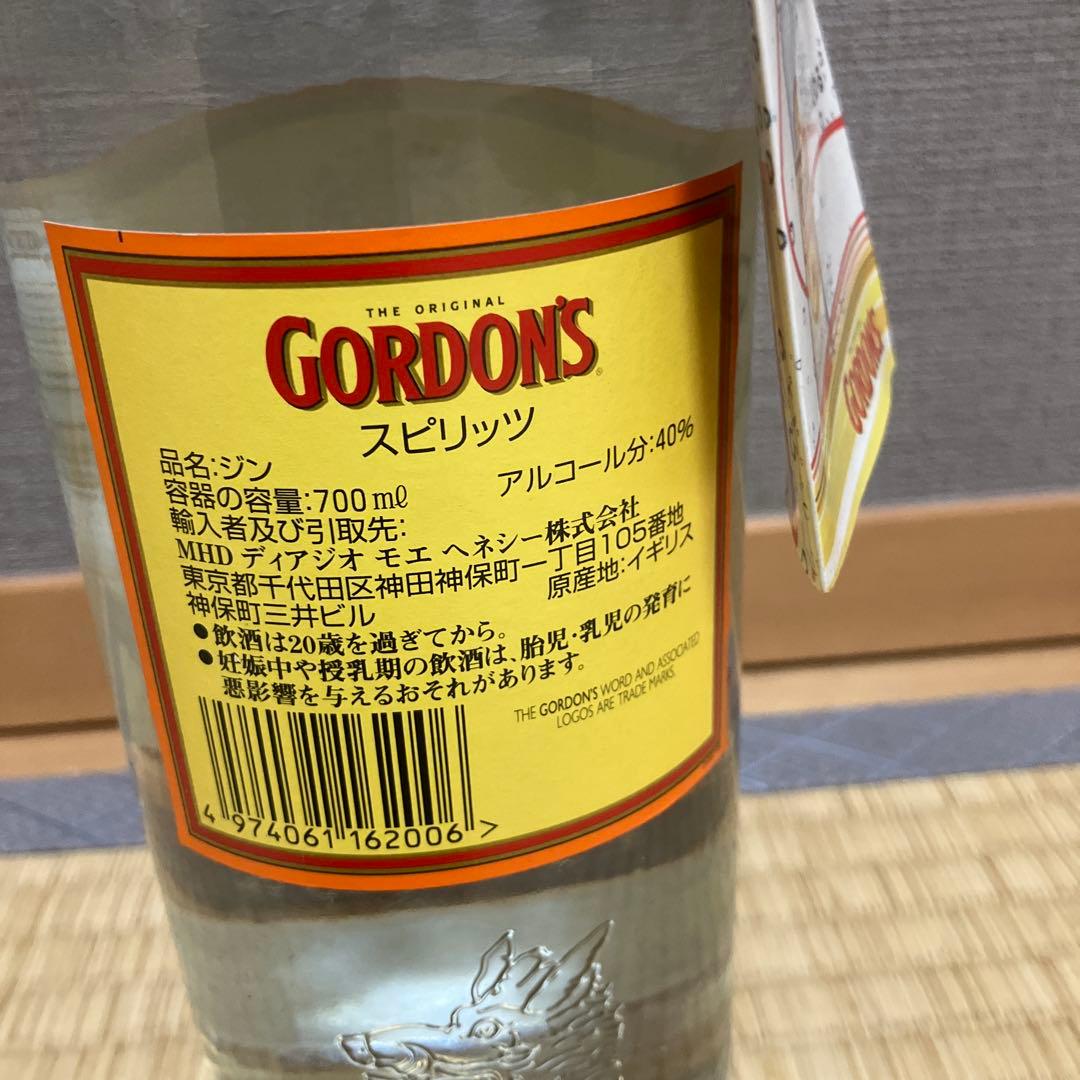 THE ORIGINAL
GORDON'S
スピリッツ
品名:ジン
アルコール分:40%
容器の容量:700mℓ
輸入者及び引取先:
MHD ディアジオ モエ ヘネシー株式会社
東京都千代田区神田神保町一丁目105番地
神保町三井ビル
原産地:イギリス
●飲酒は20歳を過ぎてから。
●妊娠中や授乳期の飲酒は、胎児・乳児の発育に
悪影響を与えるおそれがあります。
THE GORDON'S WORD AND ASSOCIATED
LOGOS ARE TRADE MARKS.
4 974061 162006 >
GORDON'S